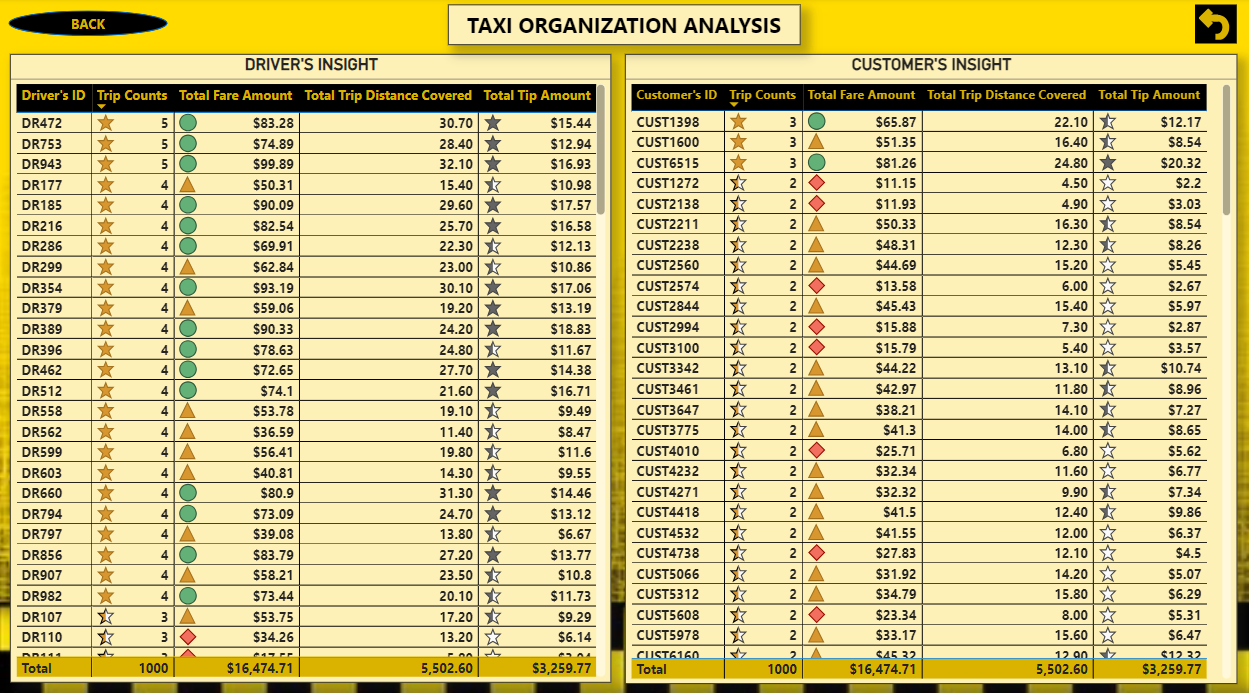 BACK
TAXI ORGANIZATION ANALYSIS
DRIVER'S INSIGHT
Driver's ID Trip Counts Total Fare Amount Total Trip Distance Covered Total Tip Amount
DR472 5 $83.28 30.70 $15.44
DR753 5 $74.89 28.40 $12.94
DR943 5 $99.89 32.10 $16.93
DR177 4 $50.31 15.40 $10.98
DR185 4 $90.09 29.60 $17.57
DR216 4 $82.54 25.70 $16.58
DR286 4 $69.91 22.30 $12.13
DR299 4 $62.84 23.00 $10.86
DR354 4 $93.19 30.10 $17.06
DR379 4 $59.06 19.20 $13.19
DR389 4 $90.33 24.20 $18.83
DR396 4 $78.63 24.80 $11.67
DR462 4 $72.65 27.70 $14.38
DR512 4 $74.1 21.60 $16.71
DR558 4 $53.78 19.10 $9.49
DR562 4 $36.59 11.40 $8.47
DR599 4 $56.41 19.80 $11.6
DR603 4 $40.81 14.30 $9.55
DR660 4 $80.9 31.30 $14.46
DR794 4 $73.09 24.70 $13.12
DR797 4 $39.08 13.80 $6.67
DR856 4 $83.79 27.20 $13.77
DR907 4 $58.21 23.50 $10.8
DR982 4 $73.44 20.10 $11.73
DR107 3 $53.75 17.20 $9.29
DR110 3 $34.26 13.20 $6.14
DR111 3 $17.55 5.80
Total 1000 $16,474.71 5,502.60 $3,259.77
CUSTOMER'S INSIGHT
Customer's ID Trip Counts Total Fare Amount Total Trip Distance Covered Total Tip Amount
CUST1398 3 $65.87 22.10 $12.17
CUST1600 3 $51.35 16.40 $8.54
CUST6515 3 $81.26 24.80 $20.32
CUST1272 2 $11.15 4.50 $2.2
CUST2138 2 $11.93 4.90 $3.03
CUST2211 2 $50.33 16.30 $8.54
CUST2238 2 $48.31 12.30 $8.26
CUST2560 2 $44.69 15.20 $5.45
CUST2574 2 $13.58 6.00 $2.67
CUST2844 2 $45.43 15.40 $5.97
CUST2994 2 $15.88 7.30 $2.87
CUST3100 2 $15.79 5.40 $3.57
CUST3342 2 $44.22 13.10 $10.74
CUST3461 2 $42.97 11.80 $8.96
CUST3647 2 $38.21 14.10 $7.27
CUST3775 2 $41.3 14.00 $8.65
CUST4010 2 $25.71 6.80 $5.62
CUST4232 2 $32.34 11.60 $6.77
CUST4271 2 $32.32 9.90 $7.34
CUST4418 2 $41.5 12.40 $9.86
CUST4532 2 $41.55 12.00 $6.37
CUST4738 2 $27.83 12.10 $4.5
CUST5066 2 $31.92 14.20 $5.07
CUST5312 2 $34.79 15.80 $6.29
CUST5608 2 $23.34 8.00 $5.31
CUST5978 2 $33.17 15.60 $6.47
CUST6160 2 $45.32 12.90 $12.32
Total 1000 $16,474.71 5,502.60 $3,259.77